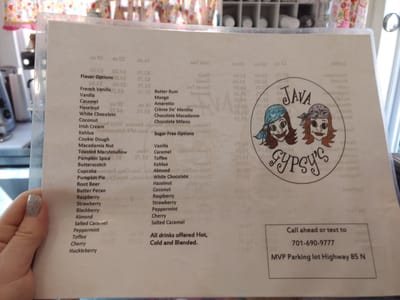 Flavor Options
French Vanilla
Vanilla
Caramel
Hazelnut
White Chocolate
Coconut
Irish Cream
Kahlua
Cookie Dough
Macadamia Nut
Toasted Marshmallow
Pumpkin Spice
Butterscotch
Cupcake
Pumpkin Pie
Root Beer
Butter Pecan
Raspberry
Strawberry
Blackberry
Almond
Salted Caramel
Peppermint
Toffee
Cherry
Huckleberry
Butter Rum
Mango
Amaretto
Crème De' Menthe
Chocolate Macadamia
Chocolate Milano
Sugar Free Options
Vanilla
Caramel
Toffee
Kahlua
Almond
White Chocolate
Hazelnut
Coconut
Raspberry
Strawberry
Peppermint
Cherry
Salted Caramel
All drinks offered Hot,
Cold and Blended.
JAVA
GYPSY'S
Call ahead or text to
701-690-9777
MVP Parking lot Highway 85 N